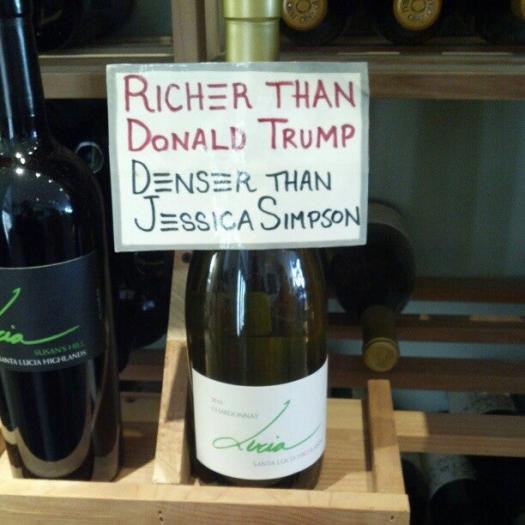 RICHER THAN
DONALD TRUMP
DENSER THAN
JESSICA SIMPSON
Lucia
SUSAN'S HILL
SANTA LUCIA HIGHLANDS
CHARDONNAY
Lucia
SANTA LUCIA HIGHLANDS